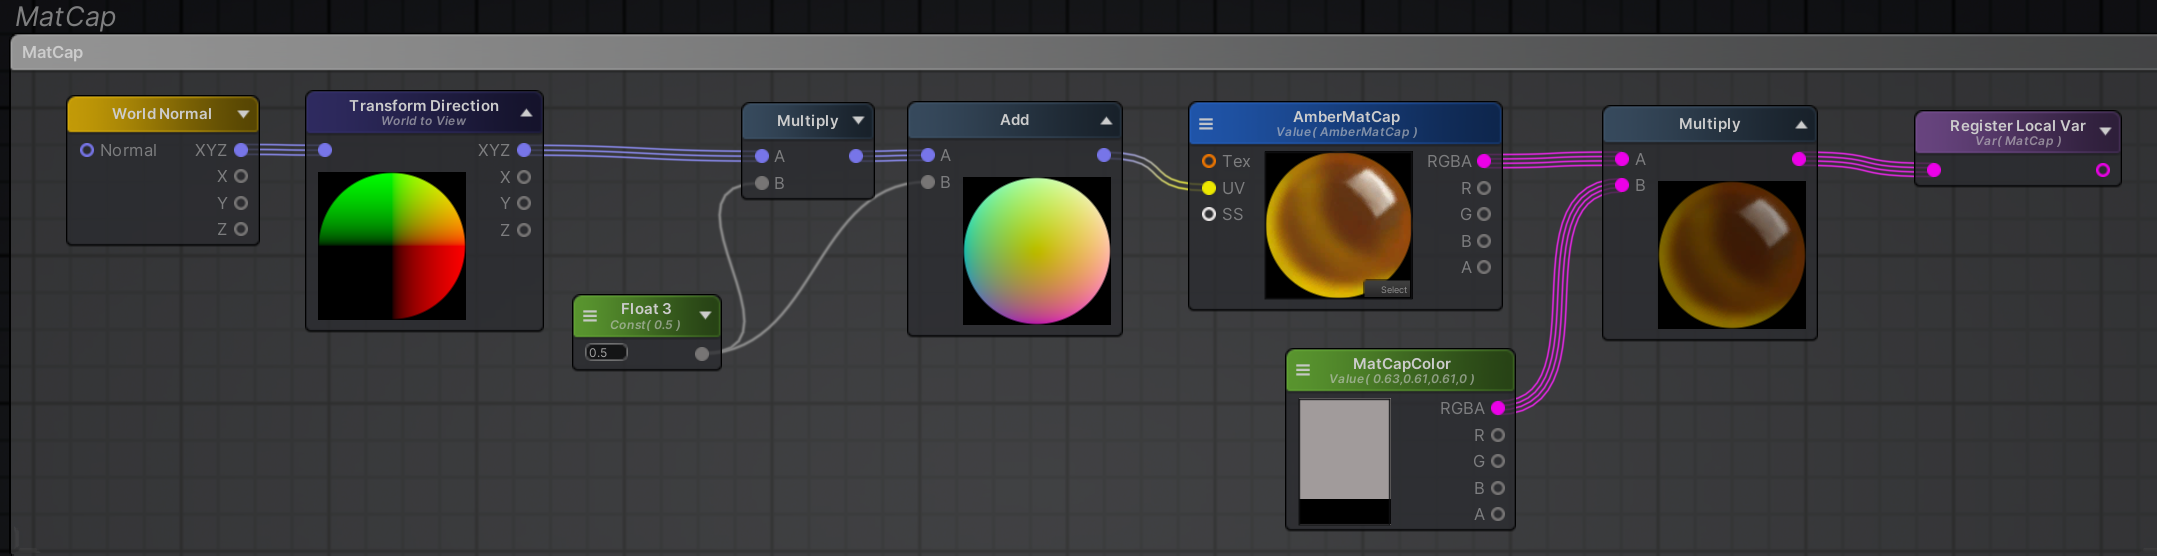 MatCap
MatCap
World Normal
Normal
XYZ
X
Y
Z
Transform Direction
World to View
XYZ
X
Y
Z
Float 3
Const( 0.5 )
0.5
Multiply
A
B
Add
A
B
AmberMatCap
Value( AmberMatCap )
Tex
UV
SS
Select
RGBA
R
G
B
A
MatCapColor
Value( 0.63,0.61,0.61,0 )
RGBA
R
G
B
A
Multiply
A
B
Register Local Var
Var( MatCap )